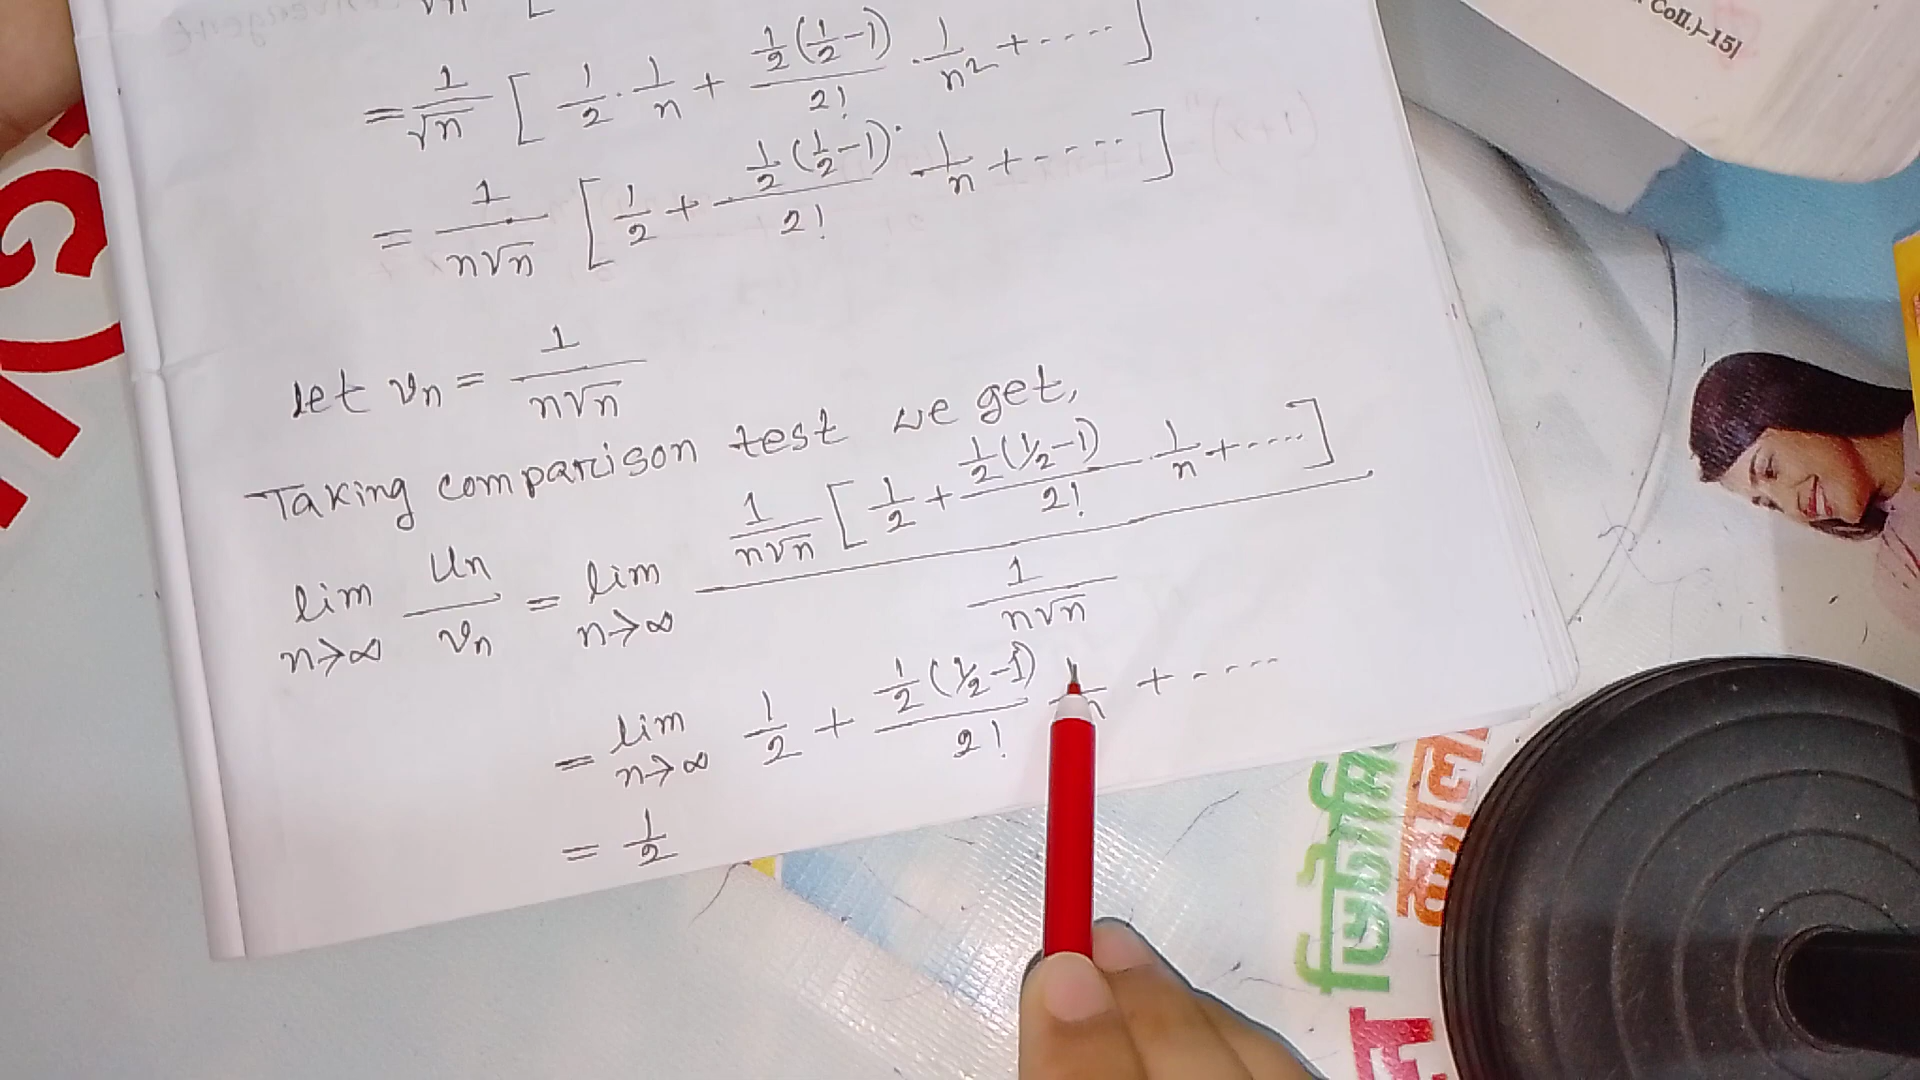 = 1/√n [ 1/2 · 1/n + 1/2(1/2-1)/2! · 1/n² + ---- ]
= 1/n√n [ 1/2 + 1/2(1/2-1)/2! · 1/n + ---- ]
let vn = 1/n√n
Taking comparison test we get,
lim n→∞ Un/vn = lim n→∞ 1/n√n [ 1/2 + 1/2(1/2-1)/2! · 1/n + ---- ] / 1/n√n
= lim n→∞ 1/2 + 1/2(1/2-1)/2! 1/n + ----
= 1/2
Coll.)-15]